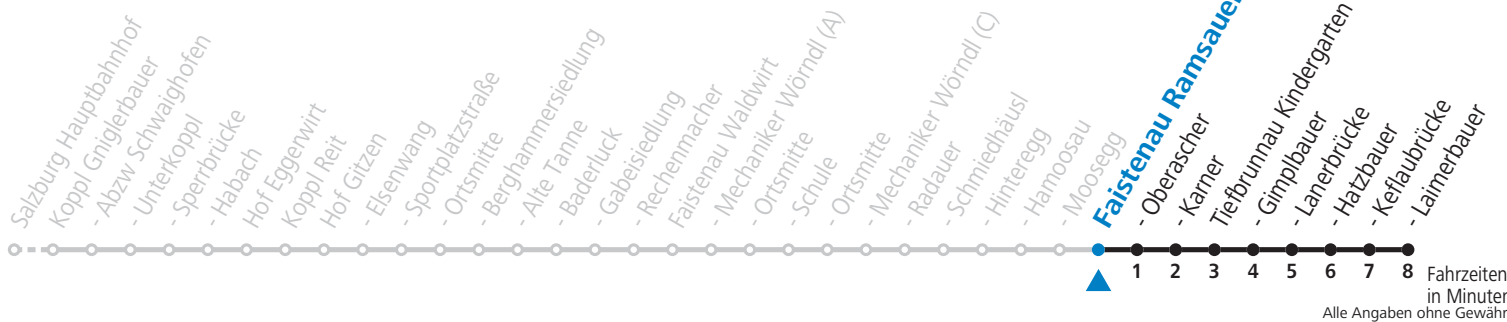 Salzburg Hauptbahnhof
Koppl Gniglerbauer
- Abzw Schwaighofen
- Unterkoppl
- Sperrbrücke
- Habach
Hof Eggerwirt
Koppl Reit
Hof Gitzen
- Elsenwang
- Sportplatzstraße
- Ortsmitte
- Berghammersiedlung
- Alte Tanne
- Baderluck
- Gabeisiedlung
- Rechenmacher
Faistenau Waldwirt
- Mechaniker Wörndl (A)
- Ortsmitte
- Schule
- Ortsmitte
- Mechaniker Wörndl (C)
- Radauer
- Schmiedhäusl
- Hinteregg
- Hamoosau
- Moosegg
Faistenau Ramsauer
- Oberascher
- Karner
Tiefbrunnau Kindergarten
- Gimplbauer
- Lanerbrücke
- Hatzbauer
- Keflaubrücke
- Laimerbauer
1 2 3 4 5 6 7 8
Fahrzeiten
in Minuten
Alle Angaben ohne Gewähr